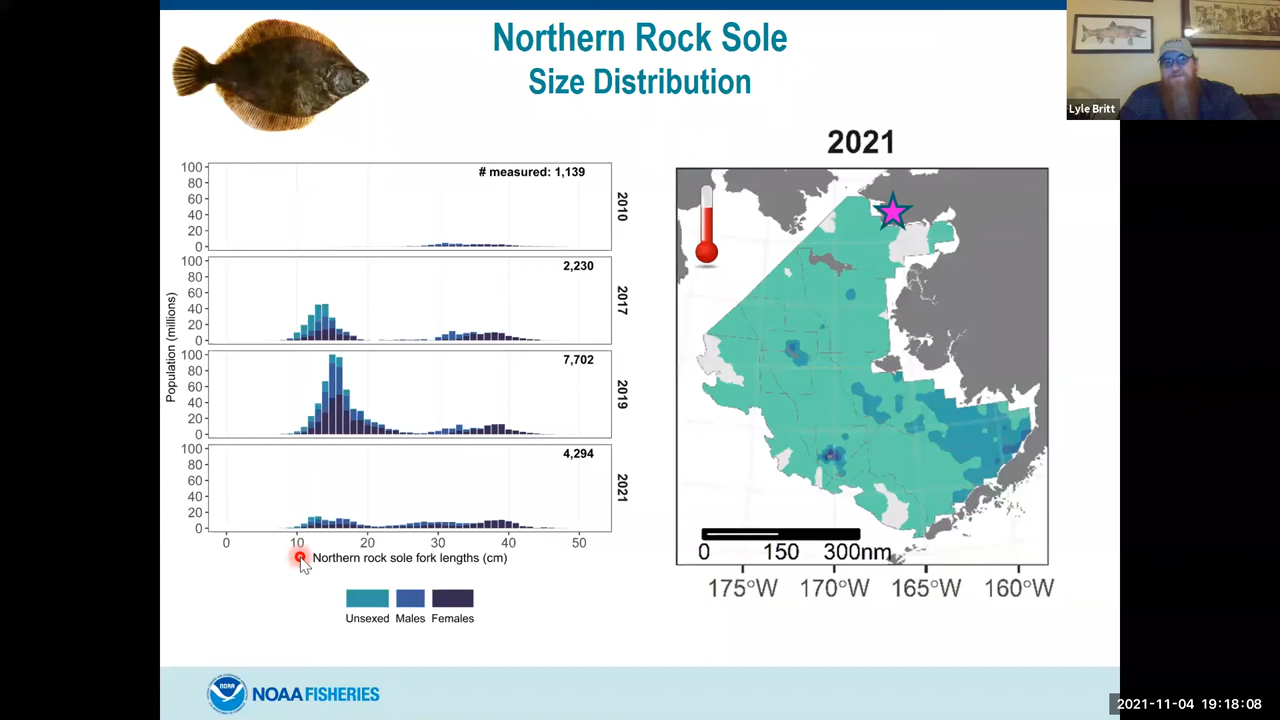 Northern Rock Sole
Size Distribution
Lyle Britt
2021
100
80
60
40
20
0
# measured: 1,139
2010
100
80
60
40
20
0
2,230
2017
100
80
60
40
20
0
7,702
2019
100
80
60
40
20
0
4,294
2021
Population (millions)
0 10 20 30 40 50
Northern rock sole fork lengths (cm)
Unsexed Males Females
0 150 300nm
175°W 170°W 165°W 160°W
NOAA
NOAA FISHERIES
2021-11-04 19:18:08